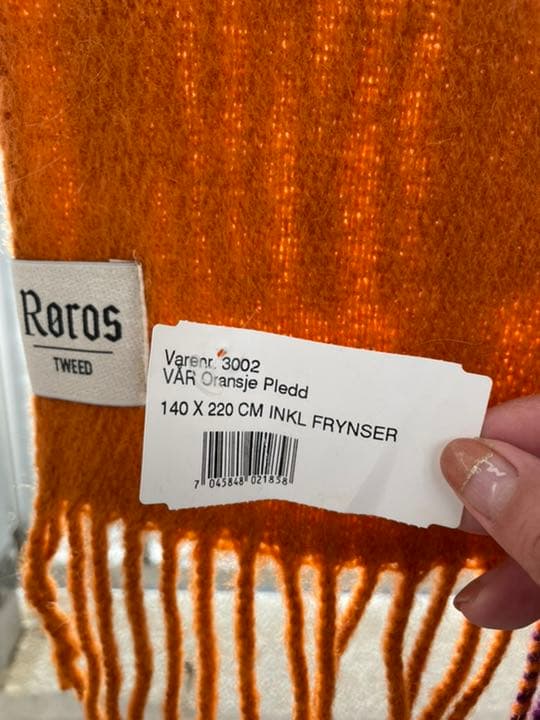 Røros
TWEED
Varenr. 3002
VÅR Oransje Pledd
140 X 220 CM INKL FRYNSER
7 045848 021858